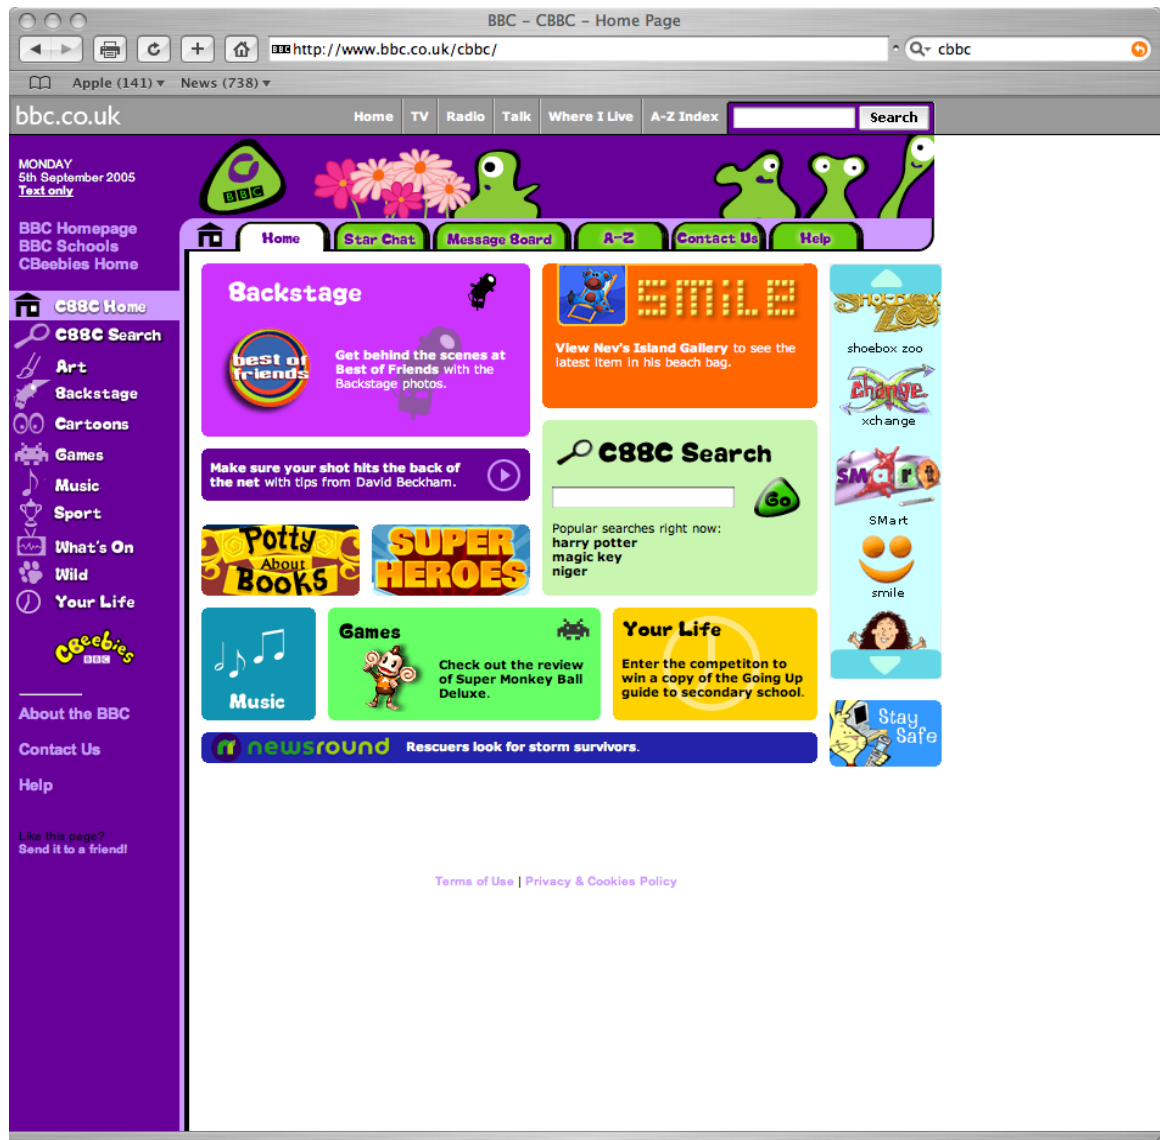 BBC - CBBC - Home Page
BBC http://www.bbc.co.uk/cbbc/
cbbc
Apple (141) News (738)
bbc.co.uk
Home TV Radio Talk Where I Live A-Z Index Search
MONDAY
5th September 2005
Text only
BBC Homepage
BBC Schools
CBeebies Home
CBBC Home
CBBC Search
Art
Backstage
Cartoons
Games
Music
Sport
What's On
Wild
Your Life
CBeebies
BBC
About the BBC
Contact Us
Help
Like this page?
Send it to a friend!
C
BBC
Home Star Chat Message Board A-Z Contact Us Help
Backstage
best of
friends
Get behind the scenes at
Best of Friends with the
Backstage photos.
SMiLE
View Nev's Island Gallery to see the
latest item in his beach bag.
Make sure your shot hits the back of
the net with tips from David Beckham.
CBBC Search
Go
Popular searches right now:
harry potter
magic key
niger
Potty
About
Books
SUPER
HEROES
Music
Games
Check out the review
of Super Monkey Ball
Deluxe.
Your Life
Enter the competiton to
win a copy of the Going Up
guide to secondary school.
newsround Rescuers look for storm survivors.
SHOEBOX
ZOO
shoebox zoo
change
xchange
SMart
SMart
smile
Stay
Safe
Terms of Use | Privacy & Cookies Policy